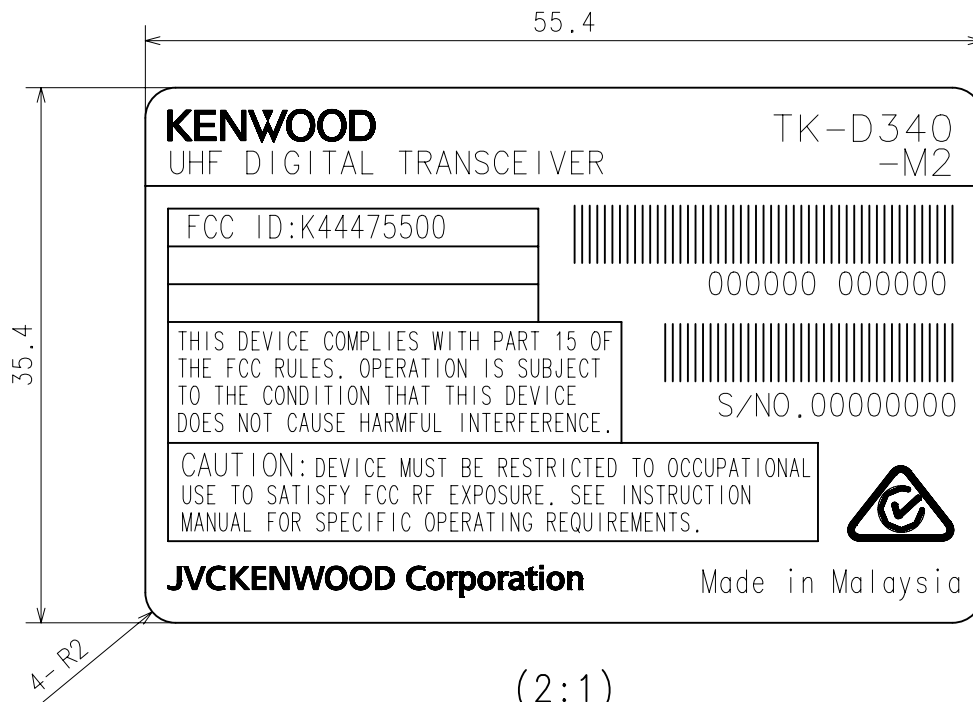 55.4
35.4
KENWOOD
TK-D340
UHF DIGITAL TRANSCEIVER
-M2
FCC ID:K44475500
000000 000000
THIS DEVICE COMPLIES WITH PART 15 OF
THE FCC RULES. OPERATION IS SUBJECT
TO THE CONDITION THAT THIS DEVICE
DOES NOT CAUSE HARMFUL INTERFERENCE.
S/NO.00000000
CAUTION: DEVICE MUST BE RESTRICTED TO OCCUPATIONAL
USE TO SATISFY FCC RF EXPOSURE. SEE INSTRUCTION
MANUAL FOR SPECIFIC OPERATING REQUIREMENTS.
JVCKENWOOD Corporation
Made in Malaysia
4-R2
(2:1)